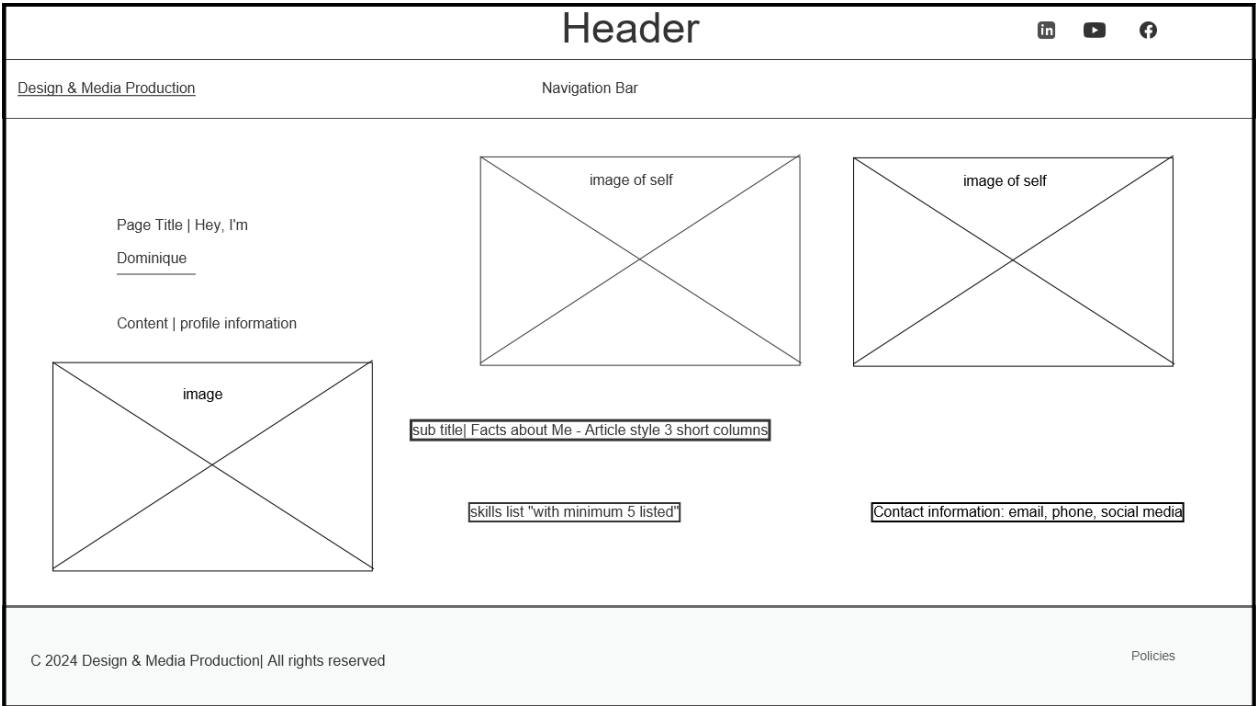 Header
in
Design & Media Production
Navigation Bar
image of self
image of self
Page Title | Hey, I'm
Dominique
Content | profile information
image
sub title| Facts about Me - Article style 3 short columns
skills list "with minimum 5 listed"
Contact information: email, phone, social media
C 2024 Design & Media Production| All rights reserved
Policies